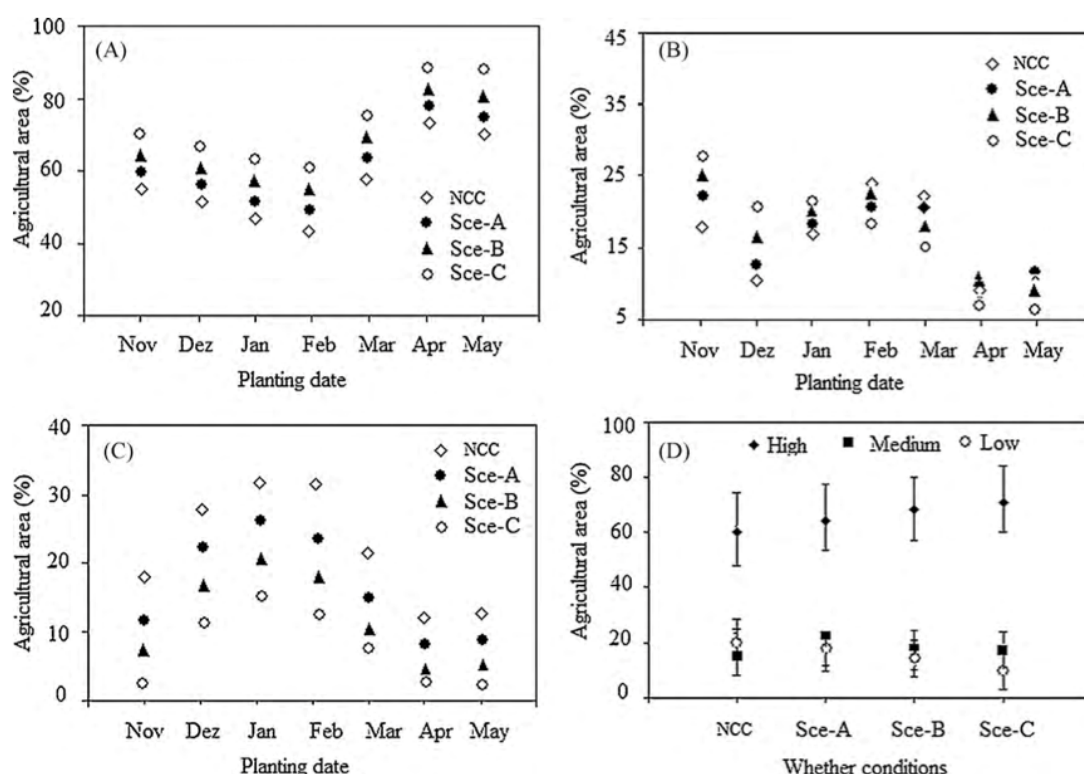 (A)
Agricultural area (%)
100
80
60
40
20
NCC
Sce-A
Sce-B
Sce-C
Nov Dez Jan Feb Mar Apr May
Planting date
(B)
Agricultural area (%)
45
35
25
15
5
NCC
Sce-A
Sce-B
Sce-C
Nov Dez Jan Feb Mar Apr May
Planting date
(C)
Agricultural area (%)
40
30
20
10
0
NCC
Sce-A
Sce-B
Sce-C
Nov Dez Jan Feb Mar Apr May
Planting date
(D)
Agricultural area (%)
100
80
60
40
20
0
High Medium Low
NCC Sce-A Sce-B Sce-C
Whether conditions